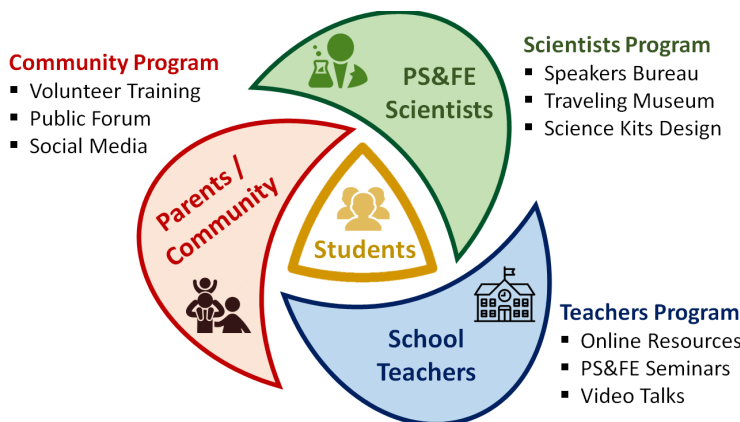 Community Program
▪ Volunteer Training
▪ Public Forum
▪ Social Media
PS&FE
Scientists
Scientists Program
▪ Speakers Bureau
▪ Traveling Museum
▪ Science Kits Design
Parents /
Community
Students
School
Teachers
Teachers Program
▪ Online Resources
▪ PS&FE Seminars
▪ Video Talks